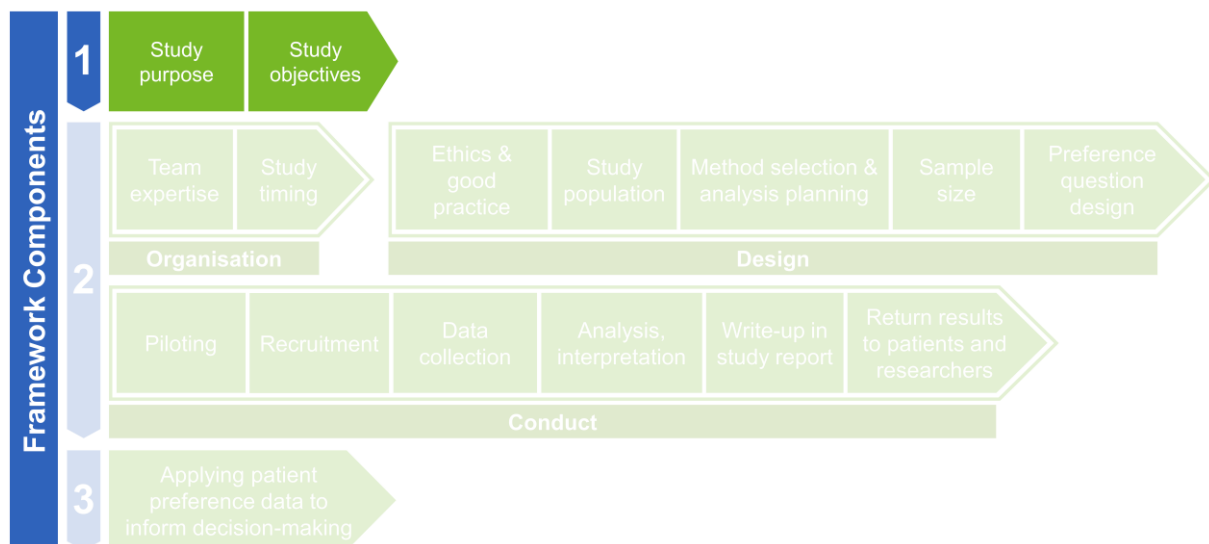 Framework Components
1
Study
purpose
Study
objectives
2
Team
expertise
Study
timing
Organisation
Ethics &
good
practice
Study
population
Method selection &
analysis planning
Sample
size
Preference
question
design
Design
Piloting
Recruitment
Data
collection
Analysis,
interpretation
Write-up in
study report
Return results
to patients and
researchers
Conduct
3
Applying patient
preference data to
inform decision-making